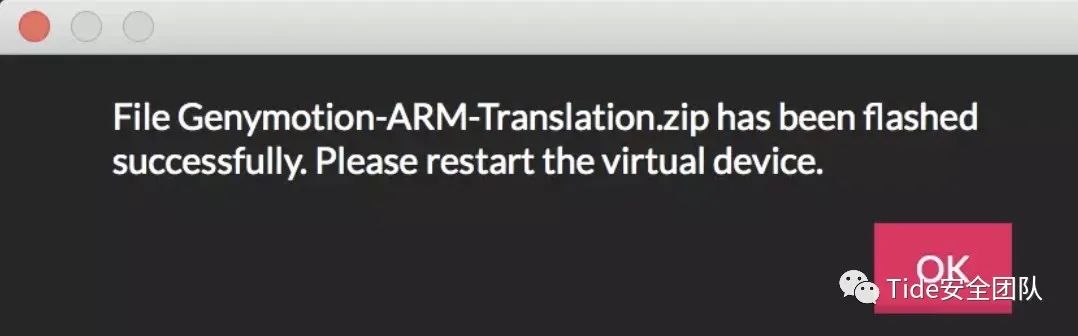 File Genymotion-ARM-Translation.zip has been flashed
successfully. Please restart the virtual device.
OK
Tide安全团队